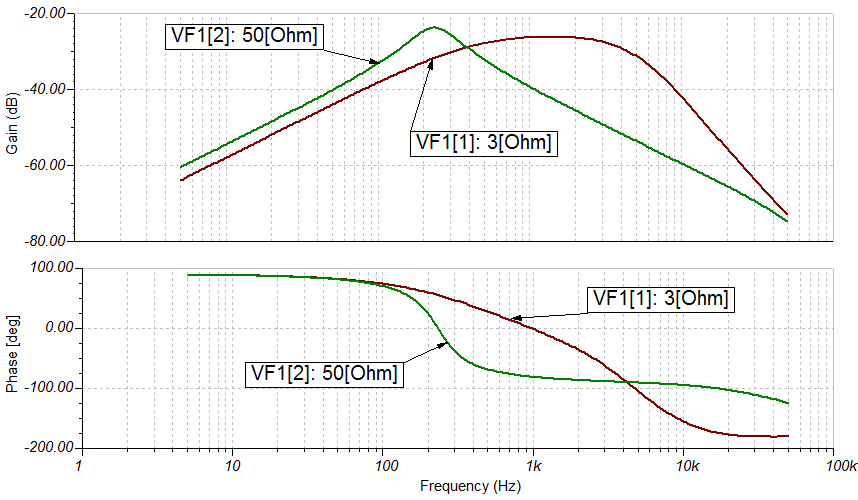 -20.00
VF1[2]: 50[Ohm]
-40.00
Gain (dB)
VF1[1]: 3[Ohm]
-60.00
-80.00
100.00
VF1[1]: 3[Ohm]
0.00
Phase [deg]
VF1[2]: 50[Ohm]
-100.00
-200.00
1 10 100 1k 10k 100k
Frequency (Hz)